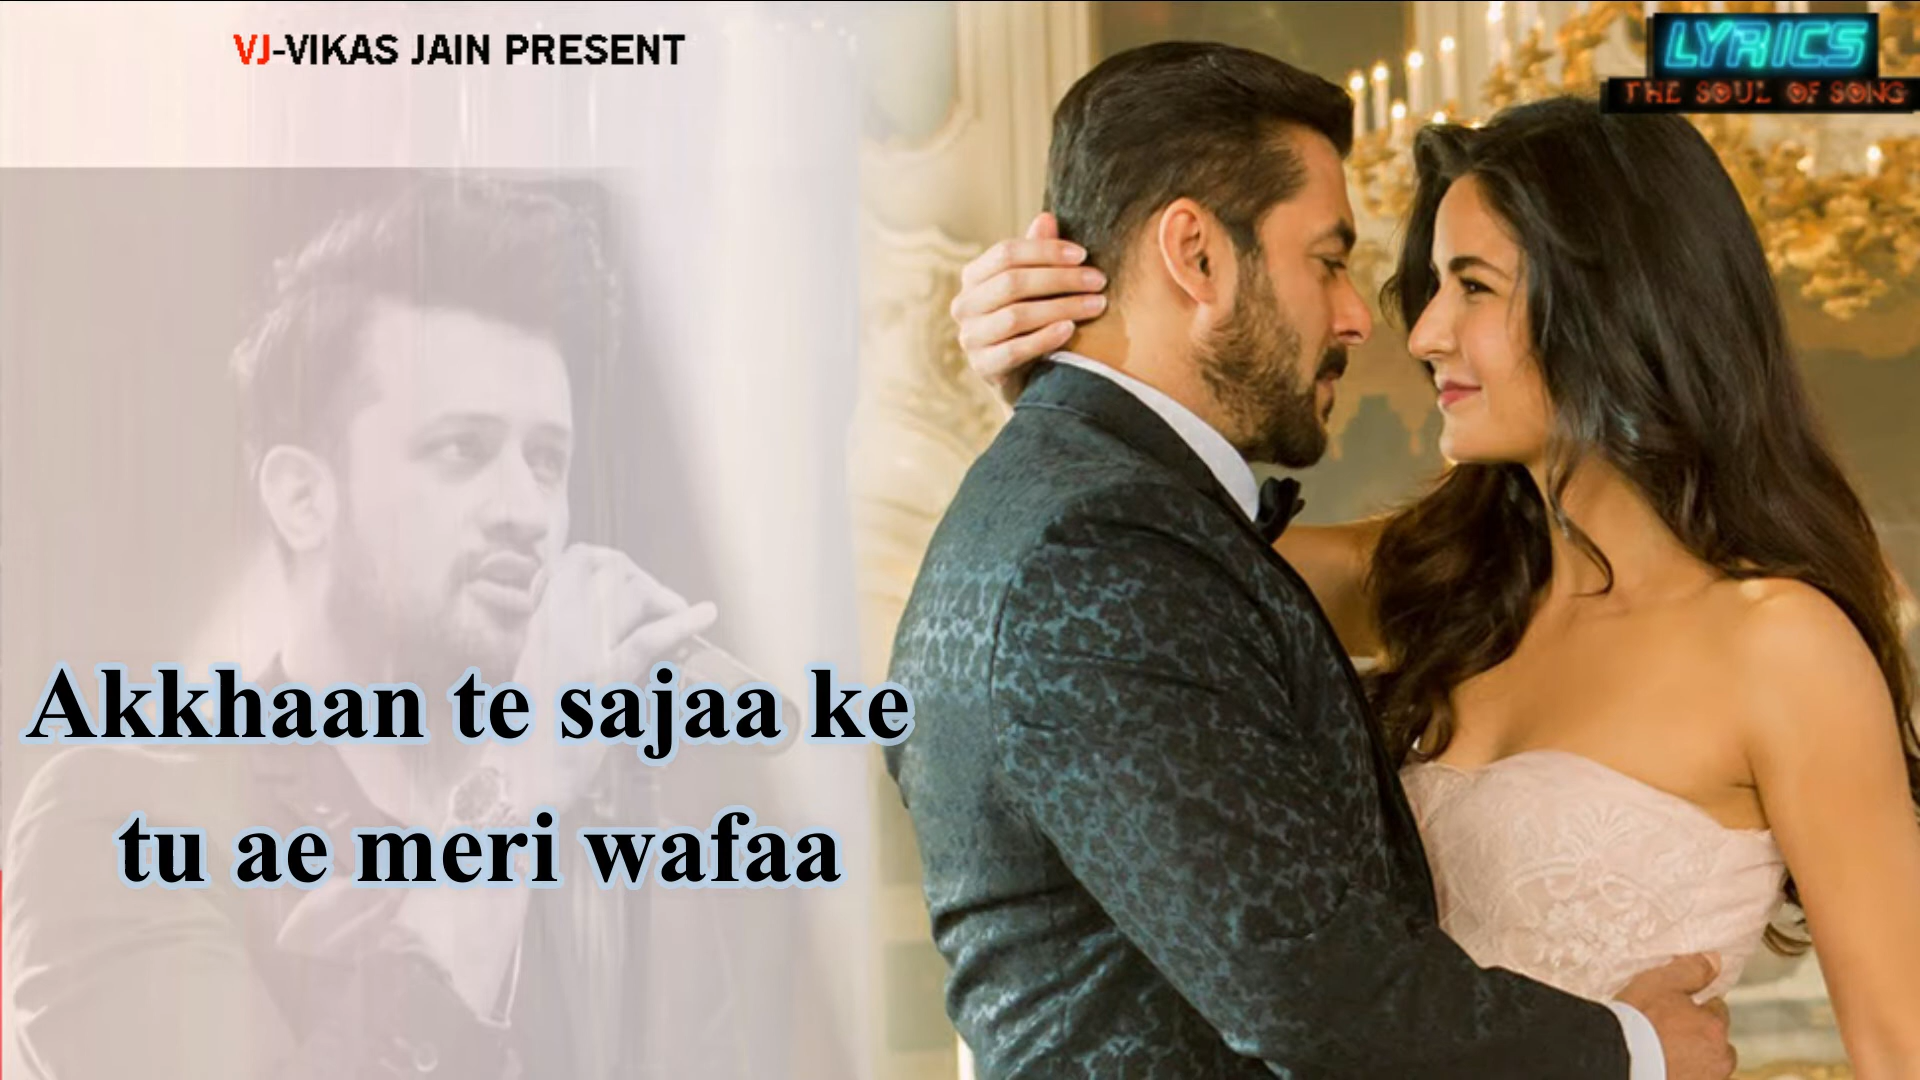 VJ-VIKAS JAIN PRESENT
LYRICS
THE SOUL OF SONG
Akkhaan te sajaa ke
tu ae meri wafaa